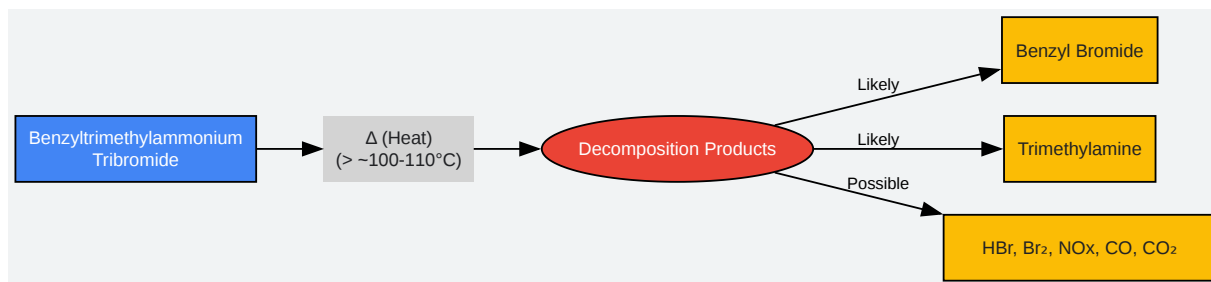 Benzyltrimethylammonium
Tribromide
Δ (Heat)
(> ~100-110°C)
Decomposition Products
Likely
Benzyl Bromide
Likely
Trimethylamine
Possible
HBr, Br₂, NOx, CO, CO₂